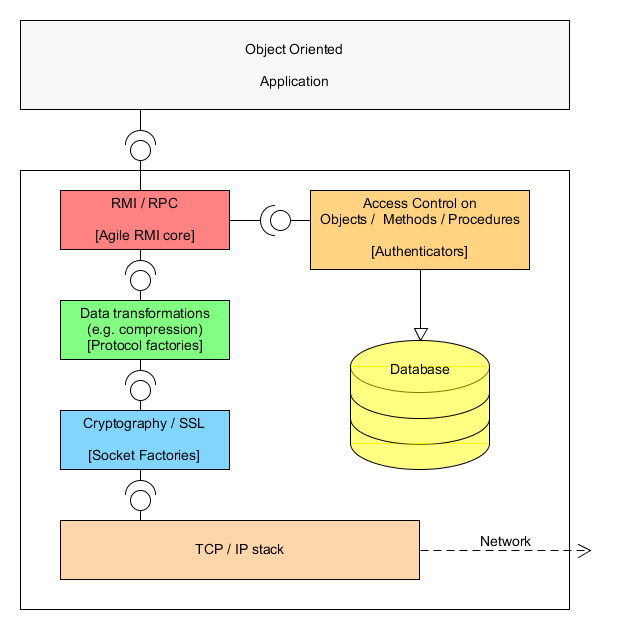 Object Oriented
Application
RMI / RPC
[Agile RMI core]
Access Control on
Objects /  Methods / Procedures
[Authenticators]
Data transformations
(e.g. compression)
[Protocol factories]
Database
Cryptography / SSL
[Socket Factories]
TCP / IP stack
Network